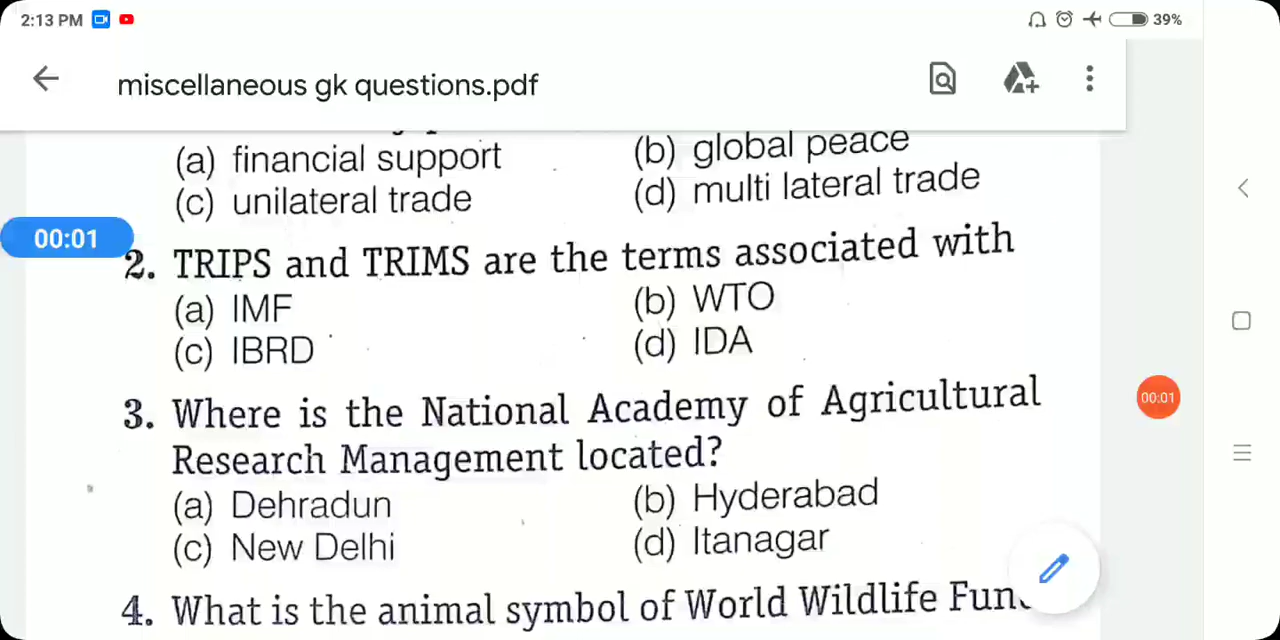 2:13 PM 39%
miscellaneous gk questions.pdf
(a) financial support (b) global peace
(c) unilateral trade (d) multi lateral trade
00:01
2. TRIPS and TRIMS are the terms associated with
(a) IMF (b) WTO
(c) IBRD (d) IDA
3. Where is the National Academy of Agricultural
00:01
Research Management located?
(a) Dehradun (b) Hyderabad
(c) New Delhi (d) Itanagar
4. What is the animal symbol of World Wildlife